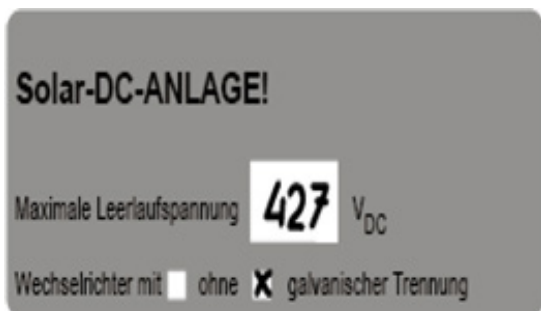 Solar-DC-ANLAGE!
Maximale Leerlaufspannung 427 VDC
Wechselrichter mit ☐ ohne ☒ galvanischer Trennung